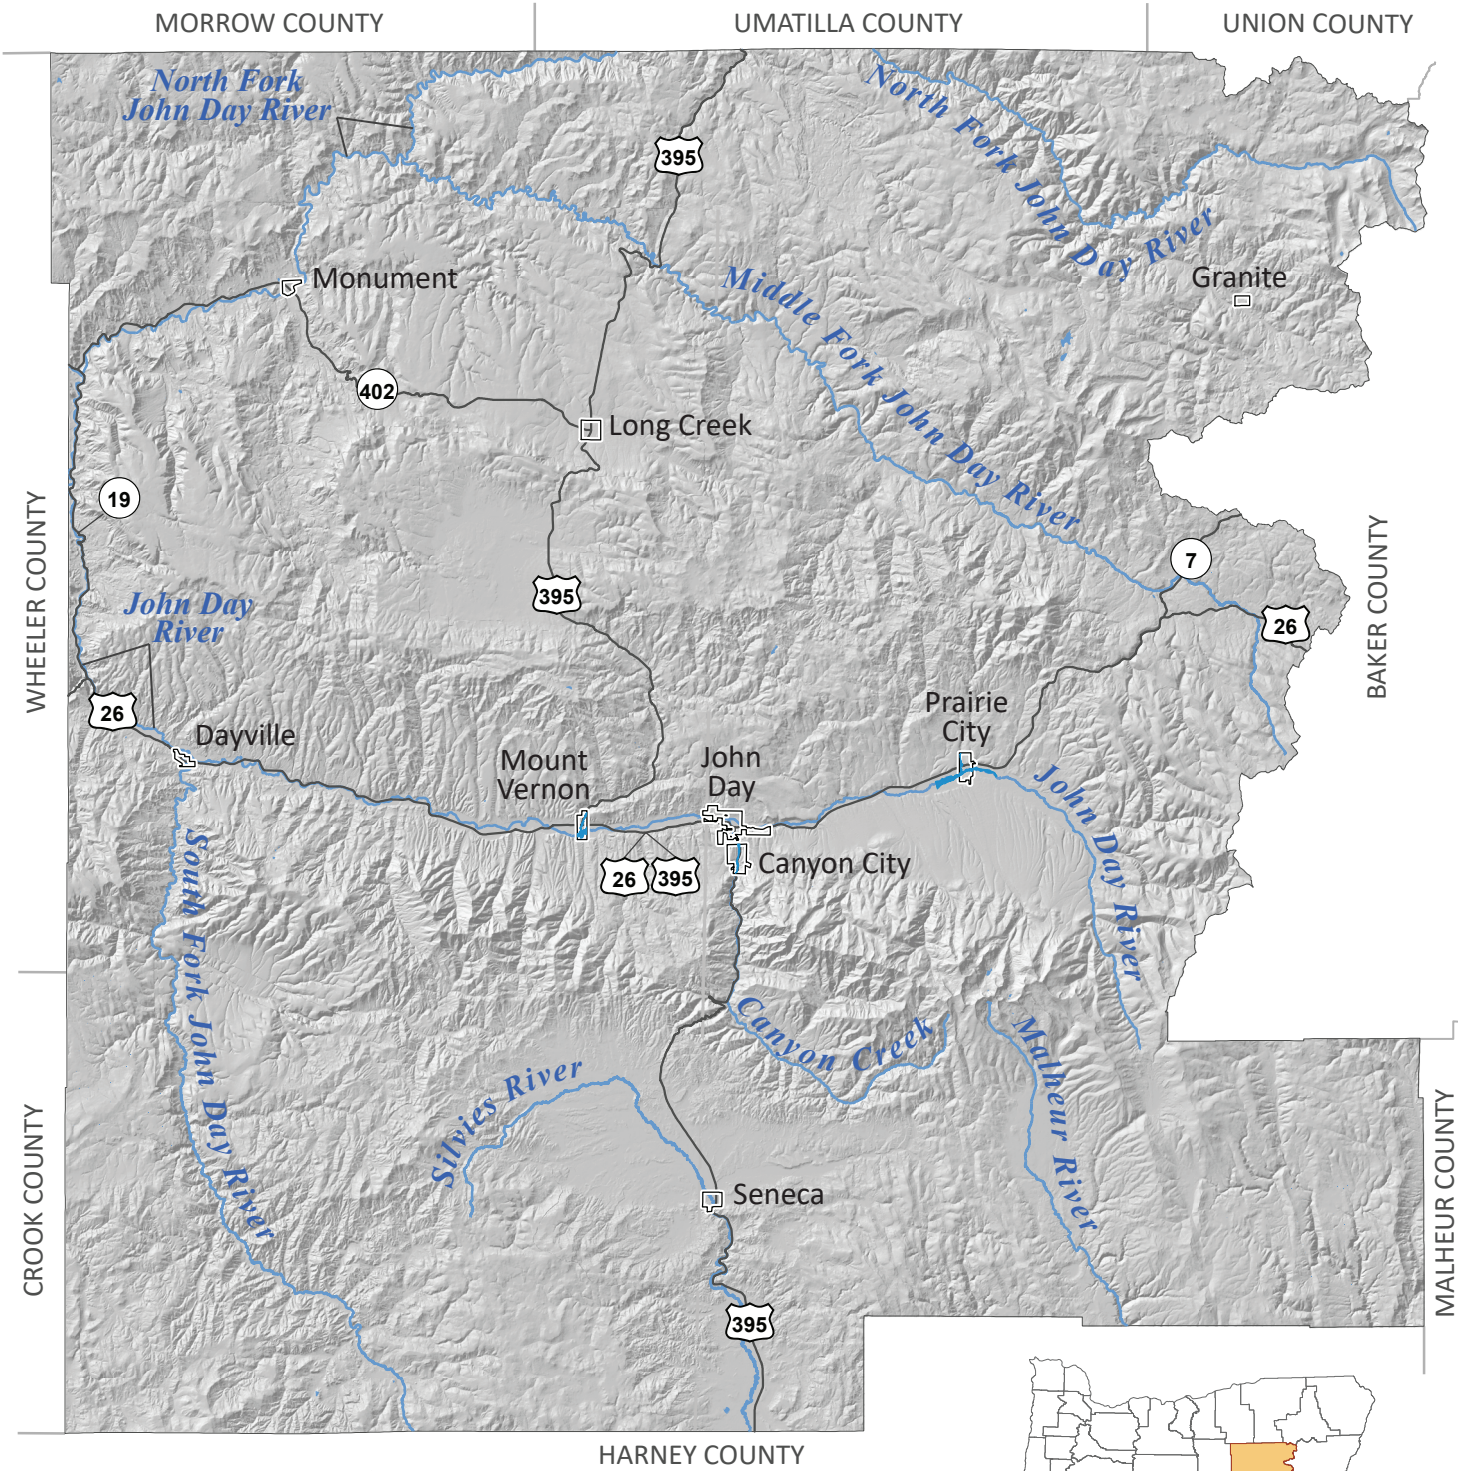 MORROW COUNTY
UMATILLA COUNTY
UNION COUNTY
North Fork
John Day River
North Fork John Day River
395
Monument
Middle Fork John Day River
Granite
402
Long Creek
19
WHEELER COUNTY
395
7
26
BAKER COUNTY
John Day
River
26
Dayville
Mount
Vernon
John
Day
Prairie
City
John Day River
26
395
Canyon City
South Fork John Day River
Canyon Creek
Malheur River
Silvies River
Seneca
CROOK COUNTY
MALHEUR COUNTY
395
HARNEY COUNTY